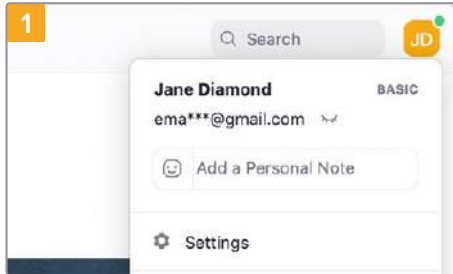 1
Search
JD
Jane Diamond BASIC
ema***@gmail.com
Add a Personal Note
Settings